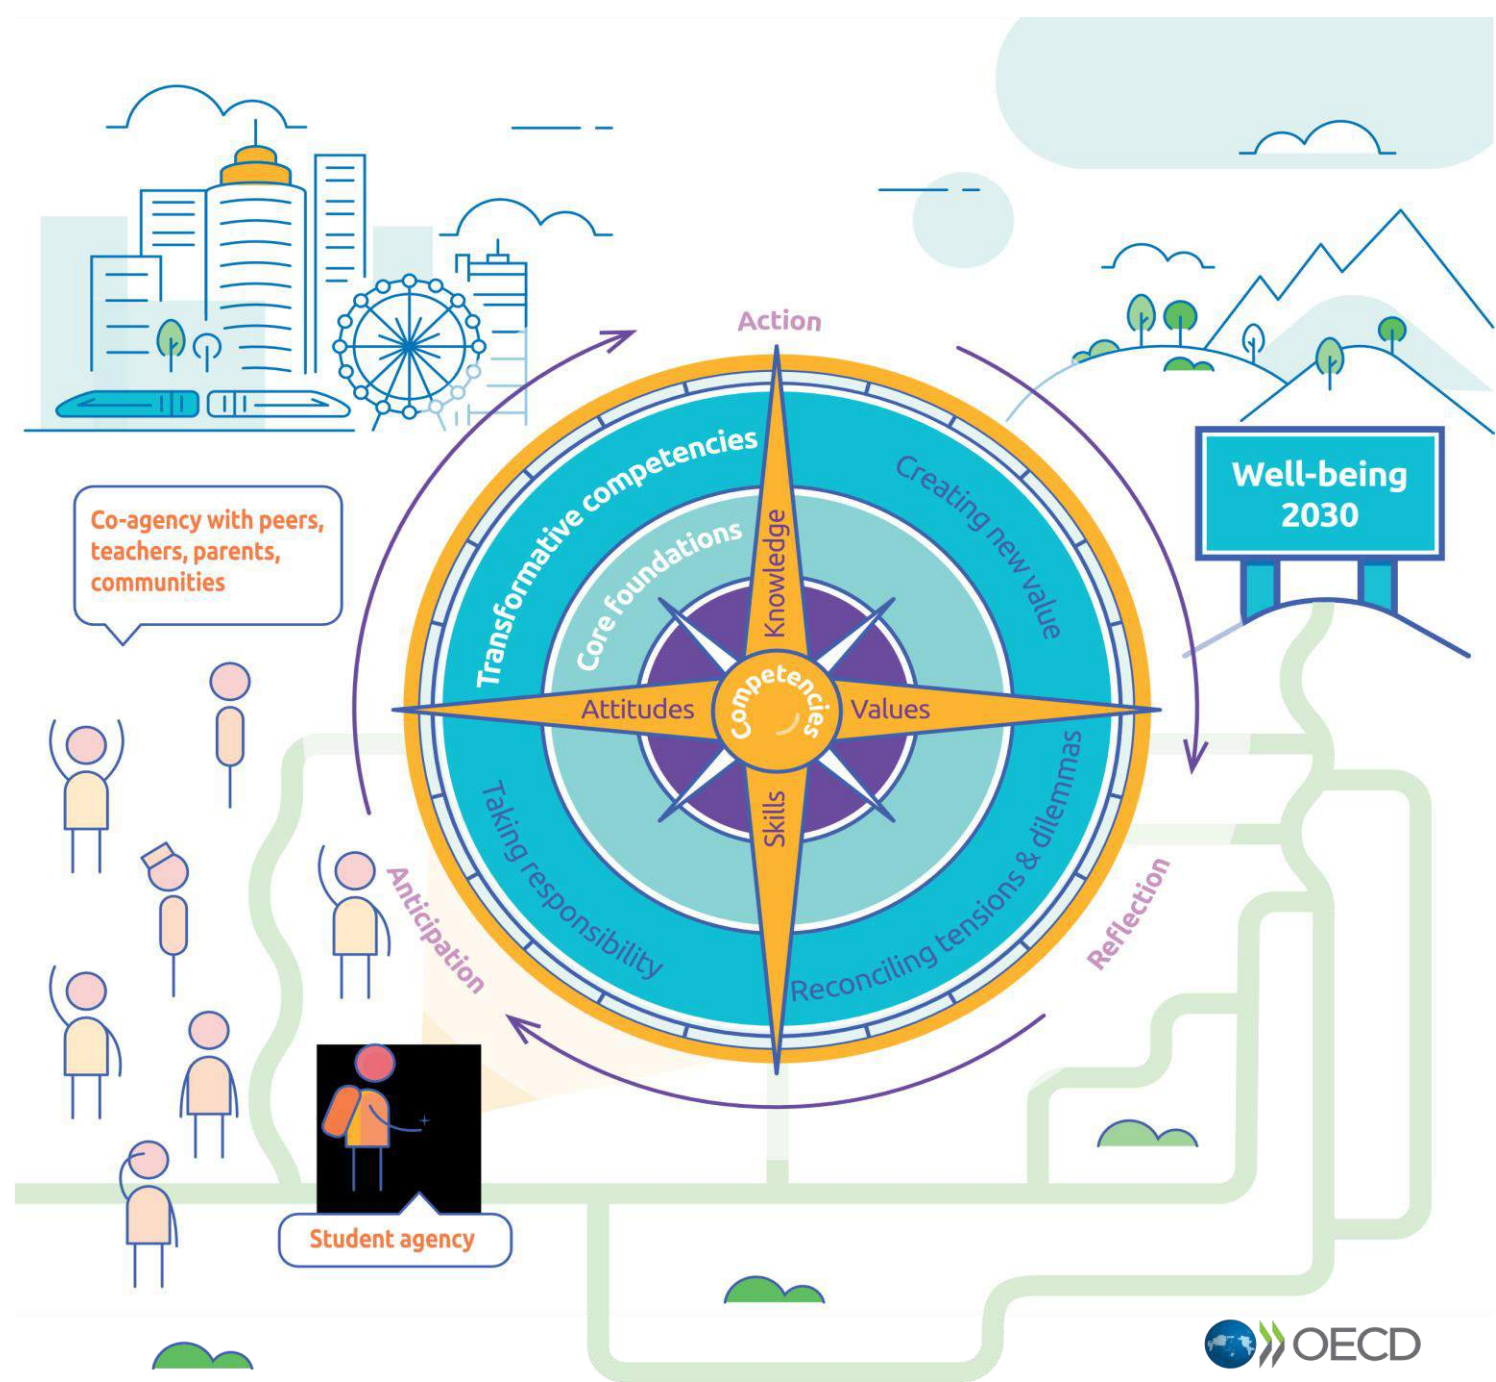 Action
Transformative competencies
Creating new value
Well-being
2030
Co-agency with peers,
teachers, parents,
communities
Core foundations
Knowledge
Attitudes
Competencies
Values
Skills
Taking responsibility
Reconciling tensions & dilemmas
Anticipation
Reflection
Student agency
OECD